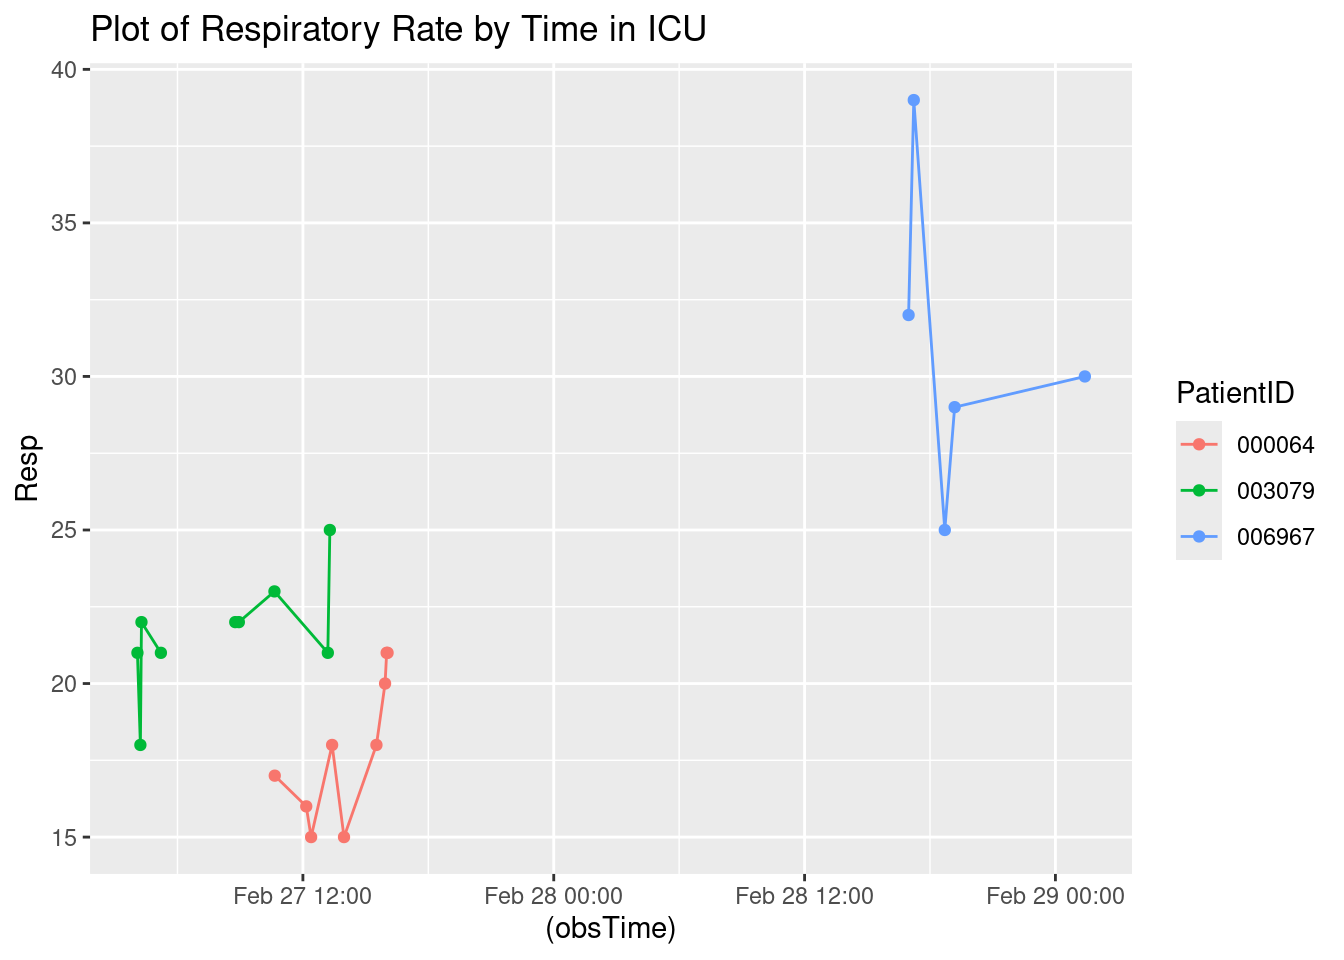 Plot of Respiratory Rate by Time in ICU
40
35
30
25
20
15
Resp
Feb 27 12:00
Feb 28 00:00
Feb 28 12:00
Feb 29 00:00
(obsTime)
PatientID
000064
003079
006967